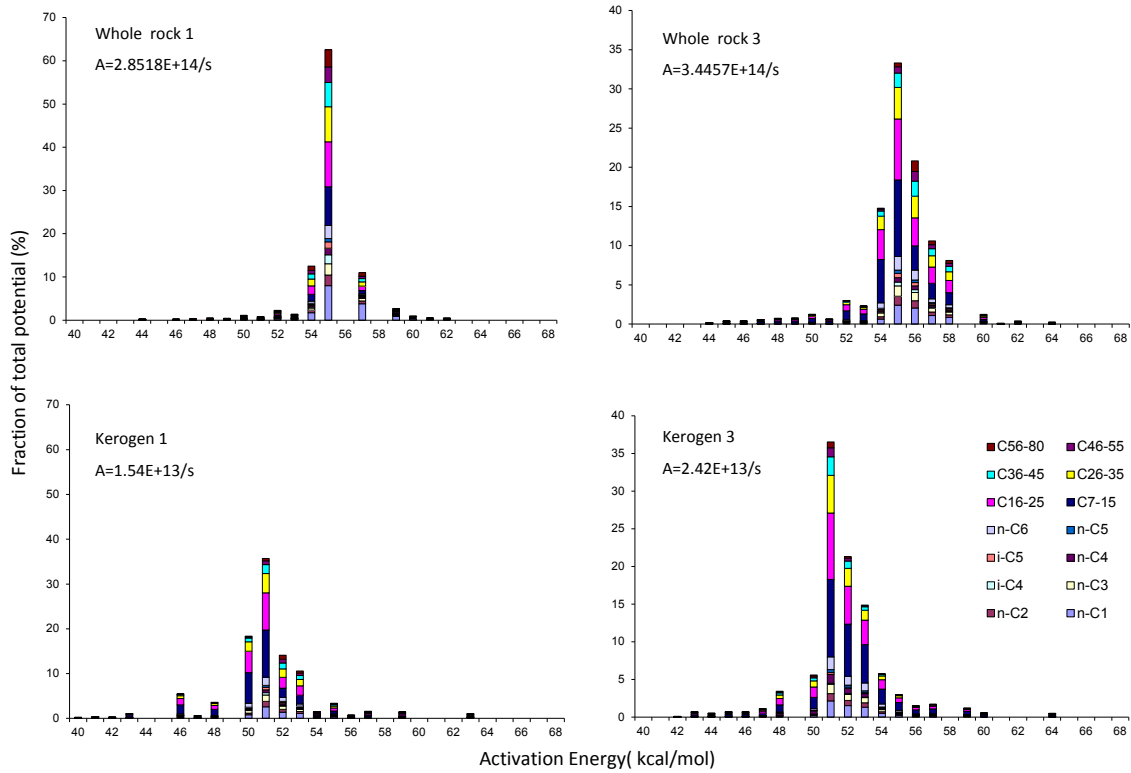 Fraction of total potential (%)
70
60
50
40
30
20
10
0
Whole rock 1
A=2.8518E+14/s
40 42 44 46 48 50 52 54 56 58 60 62 64 66 68
40
35
30
25
20
15
10
5
0
Whole rock 3
A=3.4457E+14/s
40 42 44 46 48 50 52 54 56 58 60 62 64 66 68
70
60
50
40
30
20
10
0
Kerogen 1
A=1.54E+13/s
40 42 44 46 48 50 52 54 56 58 60 62 64 66 68
40
35
30
25
20
15
10
5
0
Kerogen 3
A=2.42E+13/s
C56-80 C46-55
C36-45 C26-35
C16-25 C7-15
n-C6 n-C5
i-C5 n-C4
i-C4 n-C3
n-C2 n-C1
40 42 44 46 48 50 52 54 56 58 60 62 64 66 68
Activation Energy( kcal/mol)